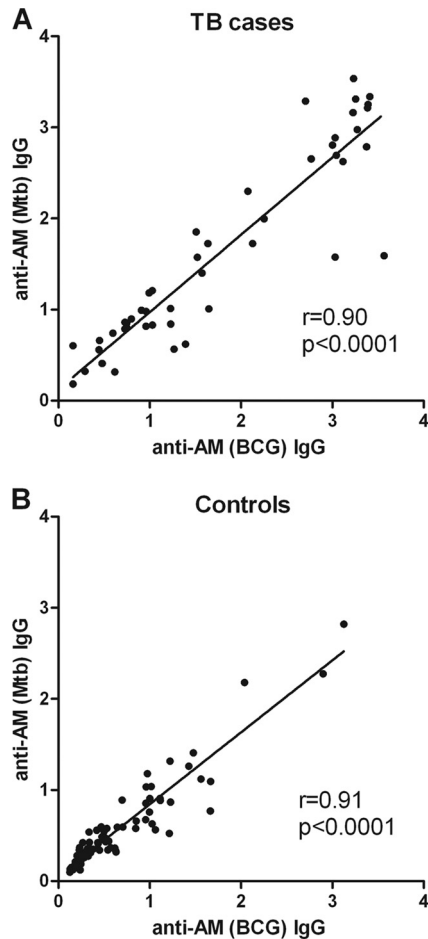 A
TB cases
4
3
2
1
0
anti-AM (Mtb) IgG
r=0.90
p<0.0001
0 1 2 3 4
anti-AM (BCG) IgG
B
Controls
4
3
2
1
0
anti-AM (Mtb) IgG
r=0.91
p<0.0001
0 1 2 3 4
anti-AM (BCG) IgG